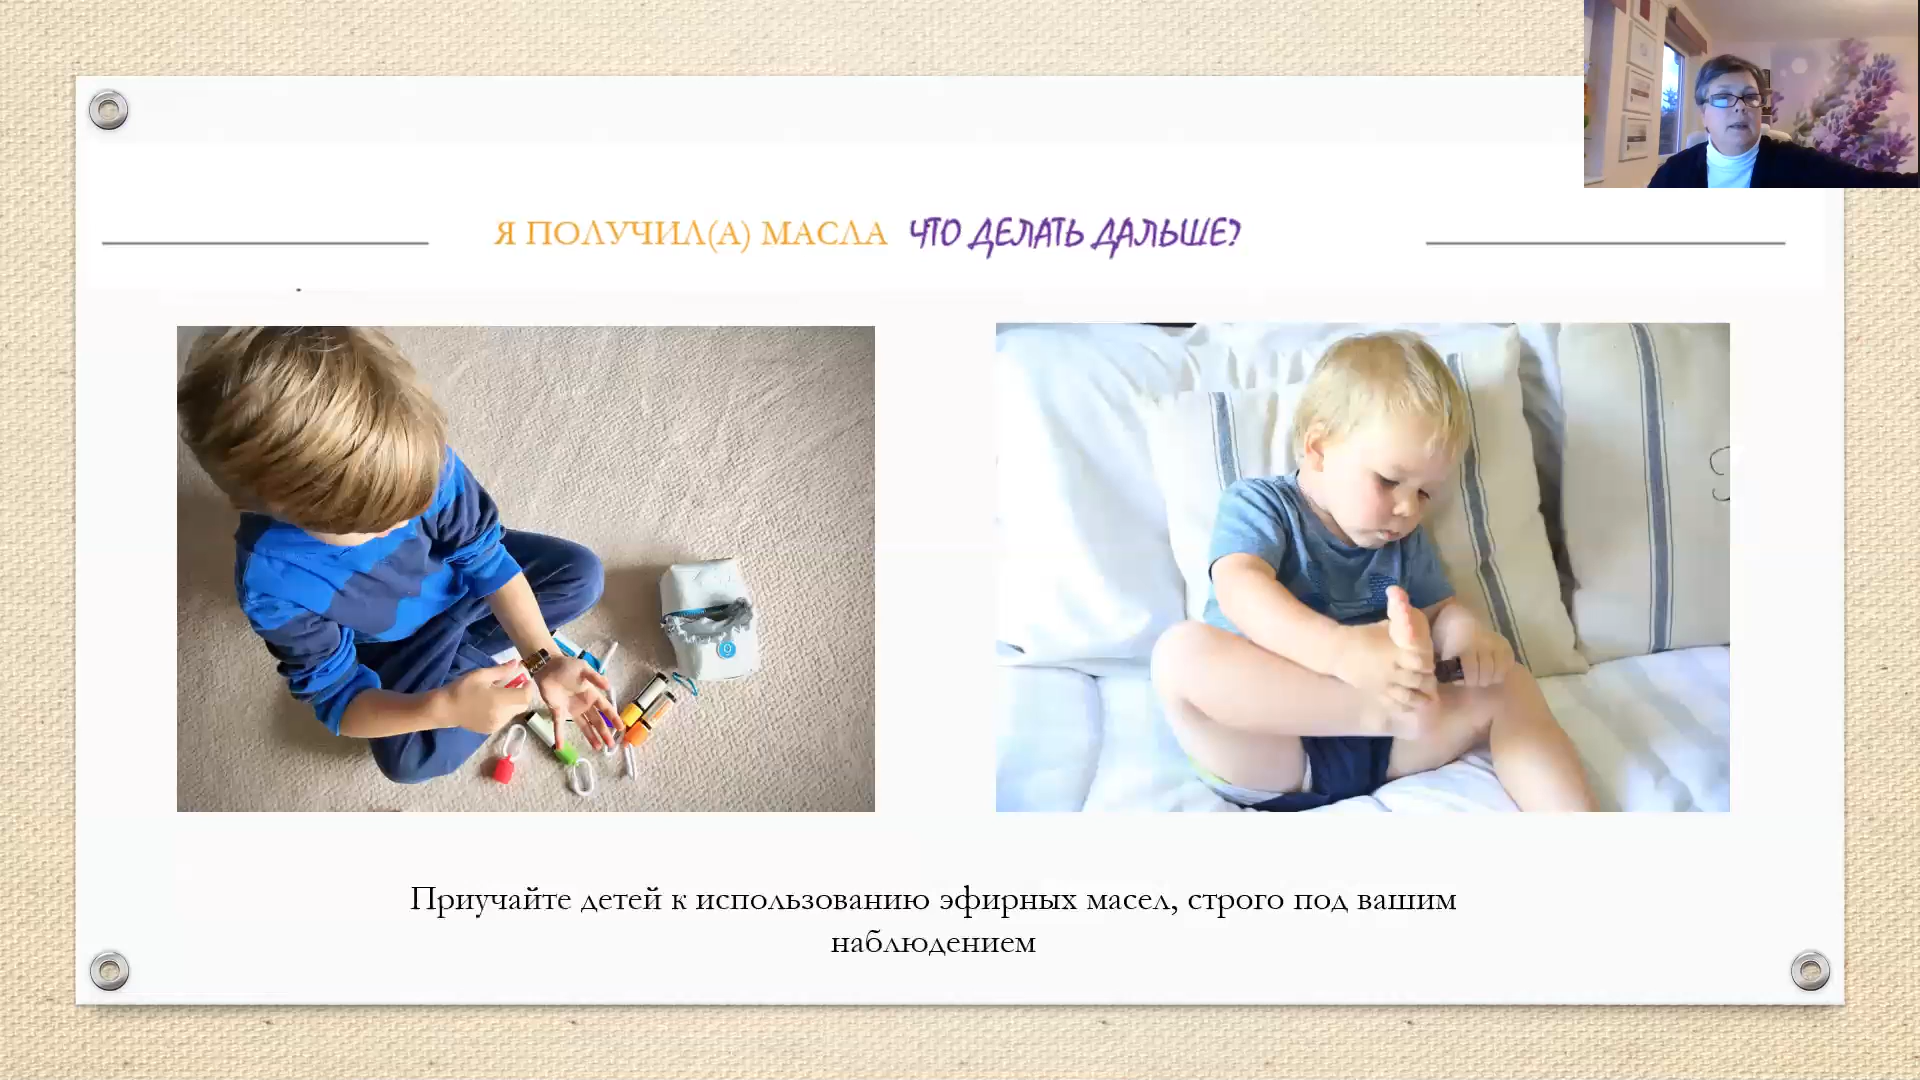 Я ПОЛУЧИЛ(А) МАСЛА ЧТО ДЕЛАТЬ ДАЛЬШЕ?
Приучайте детей к использованию эфирных масел, строго под вашим
наблюдением